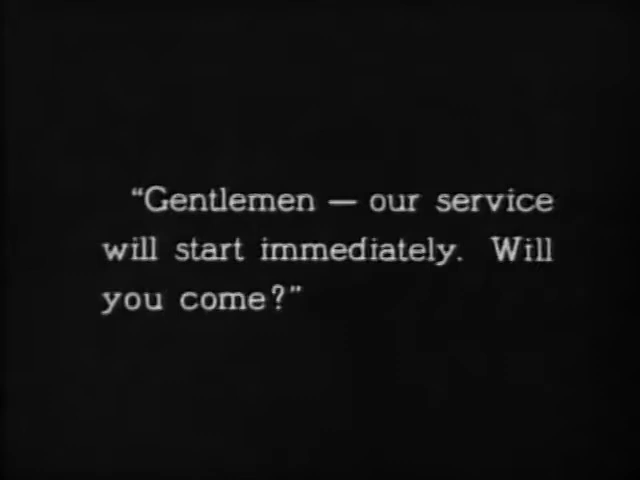 “Gentlemen — our service
will start immediately. Will
you come?”